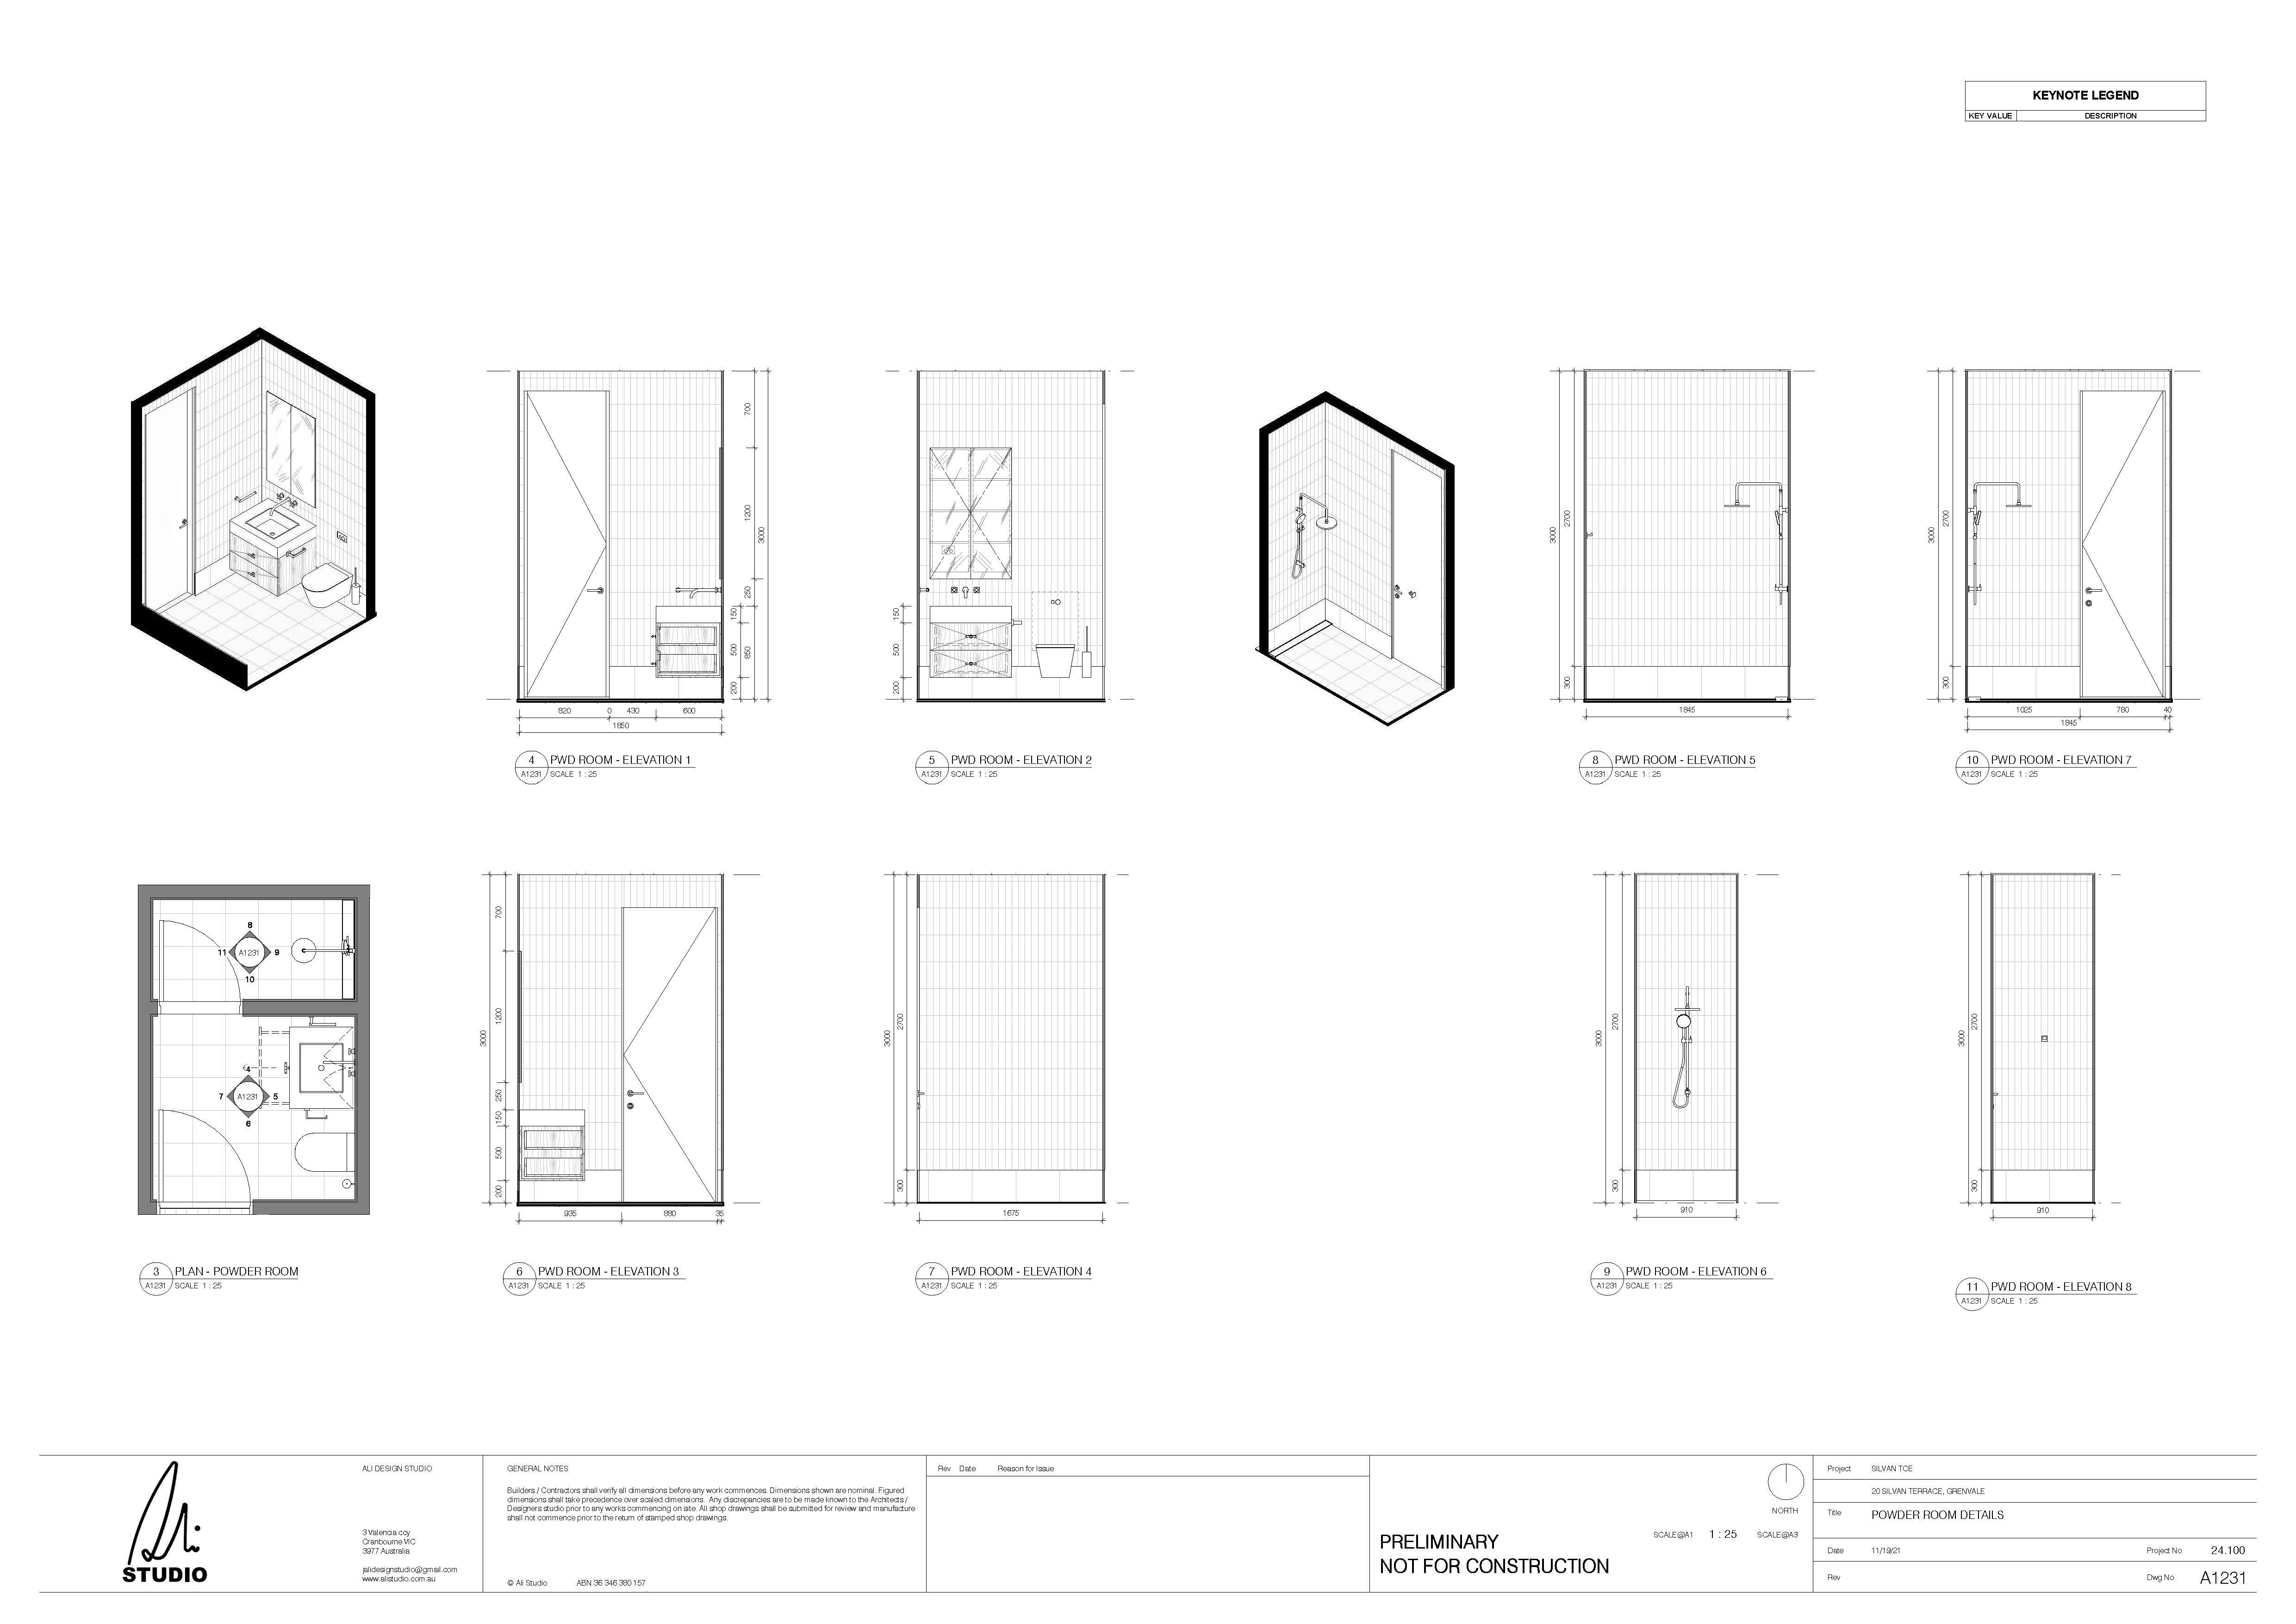 KEYNOTE LEGEND
KEY VALUE DESCRIPTION
700
1200
3000
250
150
500
850
200
820 0 430 600
1850
4 PWD ROOM - ELEVATION 1
A1231 SCALE 1 : 25
150
500
200
5 PWD ROOM - ELEVATION 2
A1231 SCALE 1 : 25
3000
2700
300
1845
8 PWD ROOM - ELEVATION 5
A1231 SCALE 1 : 25
3000
2700
300
1025 780 40
1845
10 PWD ROOM - ELEVATION 7
A1231 SCALE 1 : 25
8
11 A1231 9
10
4
7 A1231 5
6
3 PLAN - POWDER ROOM
A1231 SCALE 1 : 25
700
1200
3000
250
150
500
200
935 880 35
6 PWD ROOM - ELEVATION 3
A1231 SCALE 1 : 25
3000
2700
300
1675
7 PWD ROOM - ELEVATION 4
A1231 SCALE 1 : 25
3000
2700
300
910
9 PWD ROOM - ELEVATION 6
A1231 SCALE 1 : 25
3000
2700
300
910
11 PWD ROOM - ELEVATION 8
A1231 SCALE 1 : 25
Ali
STUDIO
ALI DESIGN STUDIO
3 Valencia ccy
Cranbourne VIC
3977 Australia
jalidesignstudio@gmail.com
www.alistudio.com.au
GENERAL NOTES
Builders / Contractors shall verify all dimensions before any work commences. Dimensions shown are nominal. Figured
dimensions shall take precedence over scaled dimensions. Any discrepancies are to be made known to the Architects /
Designers studio prior to any works commencing on site. All shop drawings shall be submitted for review and manufacture
shall not commence prior to the return of stamped shop drawings.
© Ali Studio ABN 36 346 380 157
Rev Date Reason for Issue
PRELIMINARY
NOT FOR CONSTRUCTION
NORTH
SCALE@A1 1 : 25 SCALE@A3
Project SILVAN TCE
20 SILVAN TERRACE, GRENVALE
Title POWDER ROOM DETAILS
Date 11/19/21 Project No 24.100
Rev Dwg No A1231